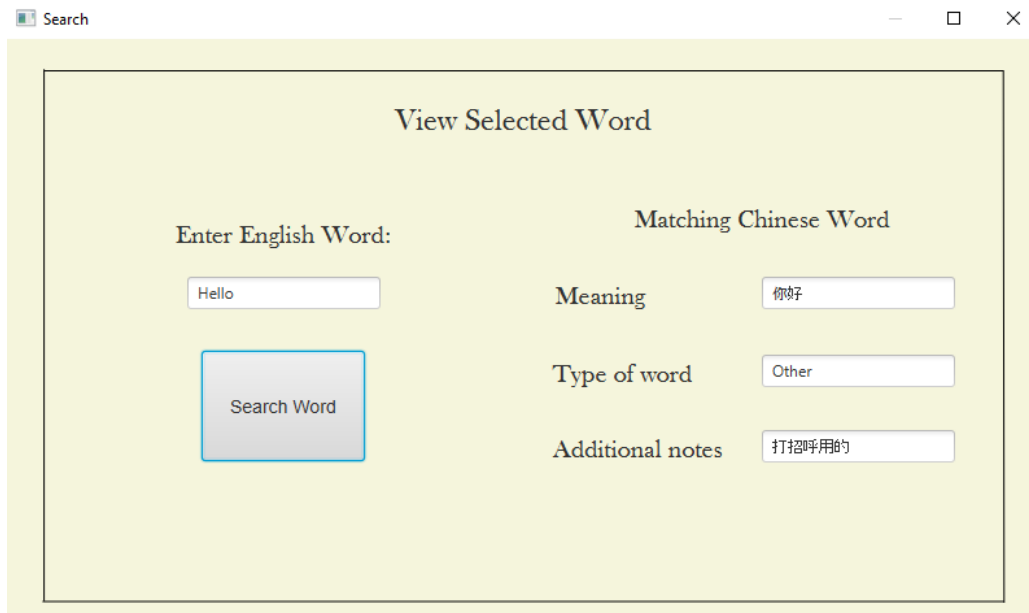 Search
View Selected Word
Enter English Word:
Hello
Search Word
Matching Chinese Word
Meaning
你好
Type of word
Other
Additional notes
打招呼用的